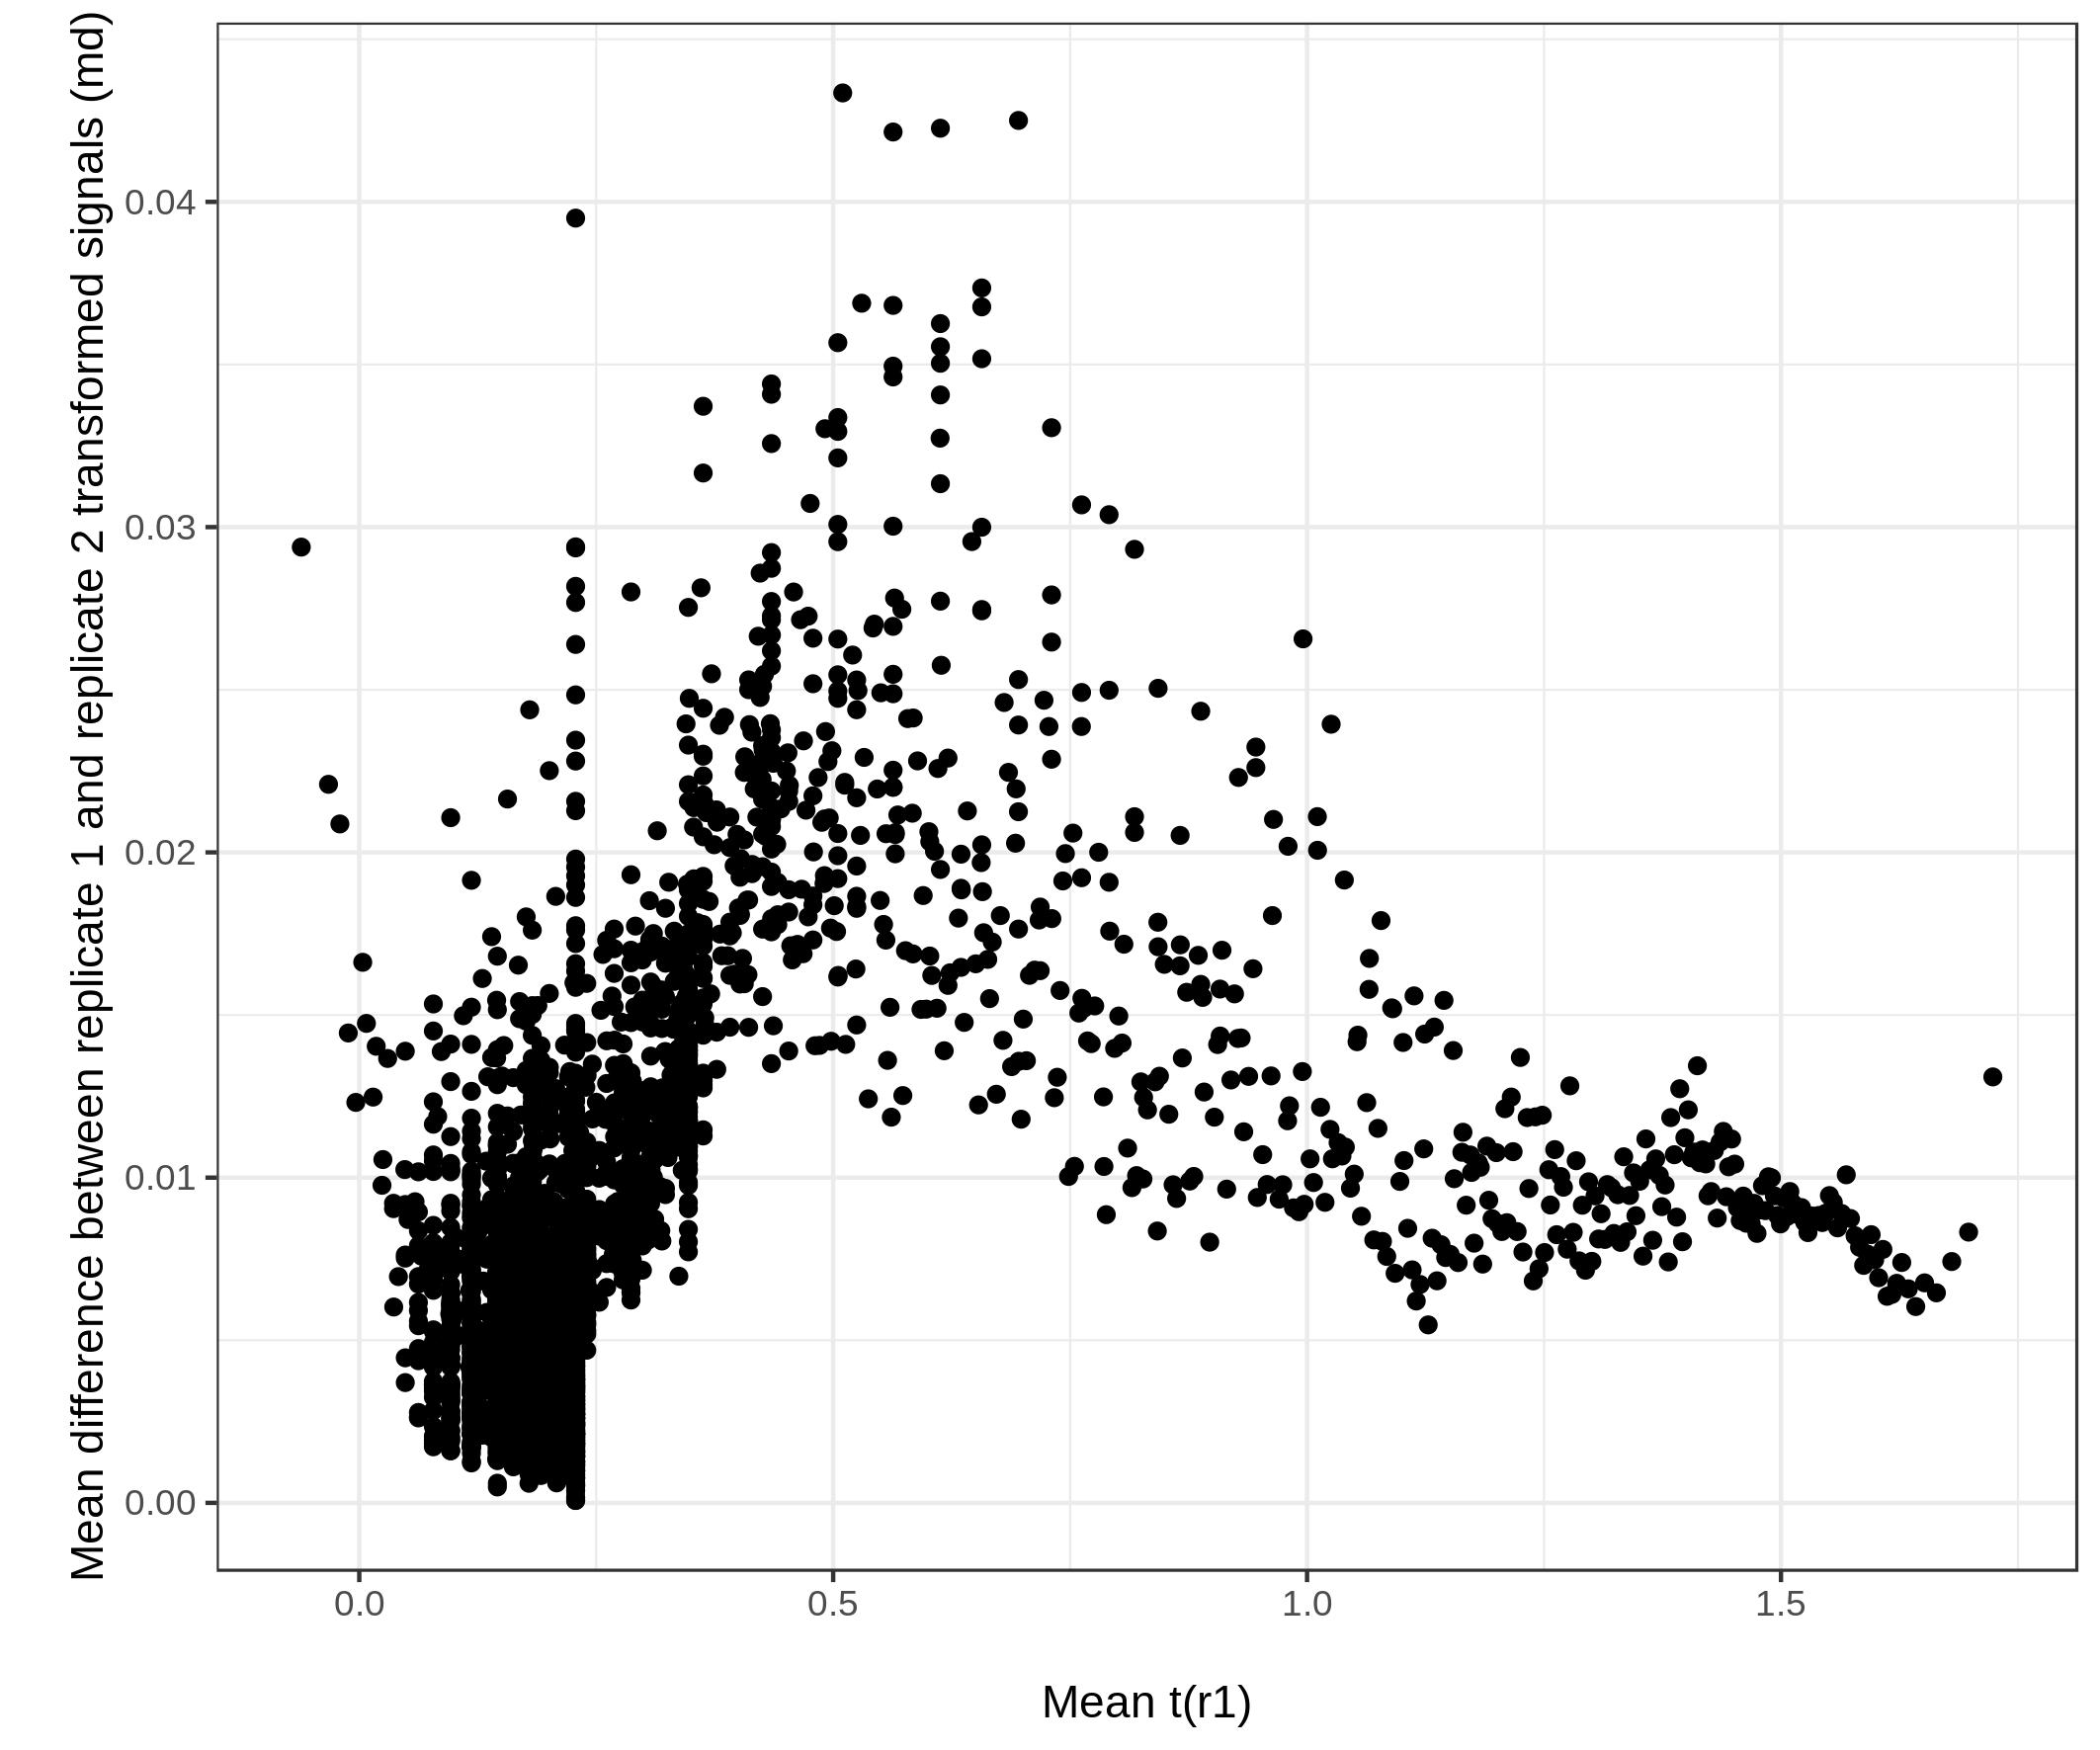 Mean difference between replicate 1 and replicate 2 transformed signals (md)
0.04
0.03
0.02
0.01
0.00
0.0 0.5 1.0 1.5
Mean t(r1)